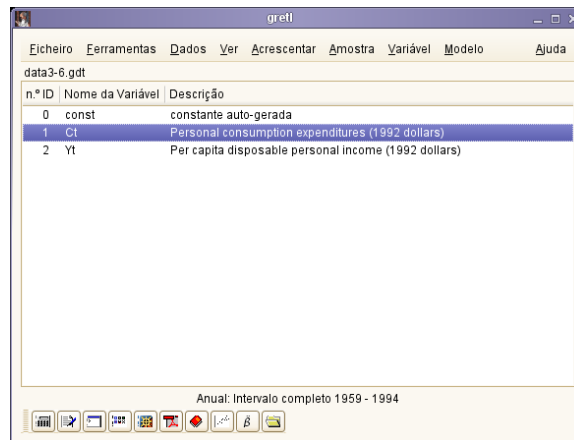 gretl
Ficheiro Ferramentas Dados Ver Acrescentar Amostra Variável Modelo Ajuda
data3-6.gdt
n.º ID Nome da Variável Descrição
0 const constante auto-gerada
1 Ct Personal consumption expenditures (1992 dollars)
2 Yt Per capita disposable personal income (1992 dollars)
Anual: Intervalo completo 1959 - 1994
β